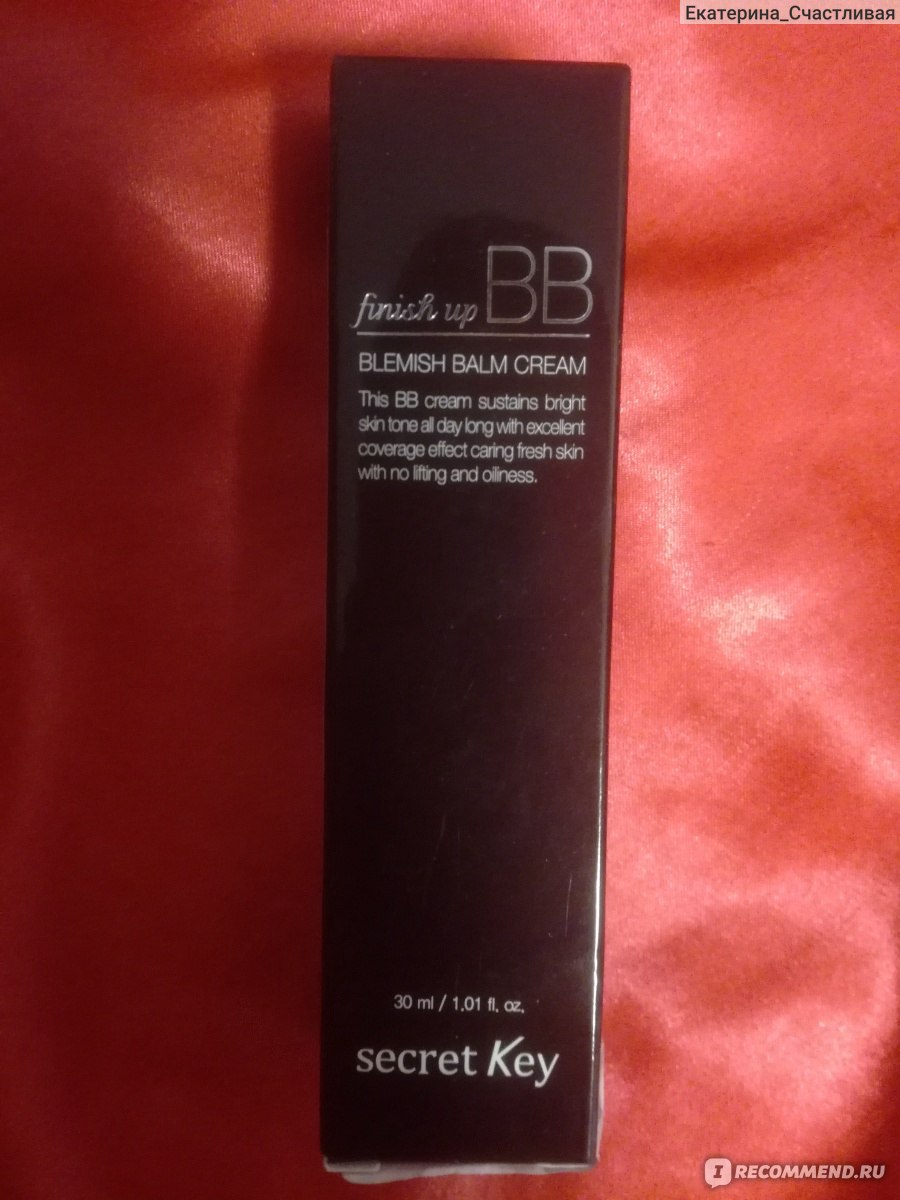 Екатерина_Счастливая
finish up BB
BLEMISH BALM CREAM
This BB cream sustains bright
skin tone all day long with excellent
coverage effect caring fresh skin
with no lifting and oiliness.
30 ml / 1.01 fl. oz.
secret Key
IRECOMMEND.RU